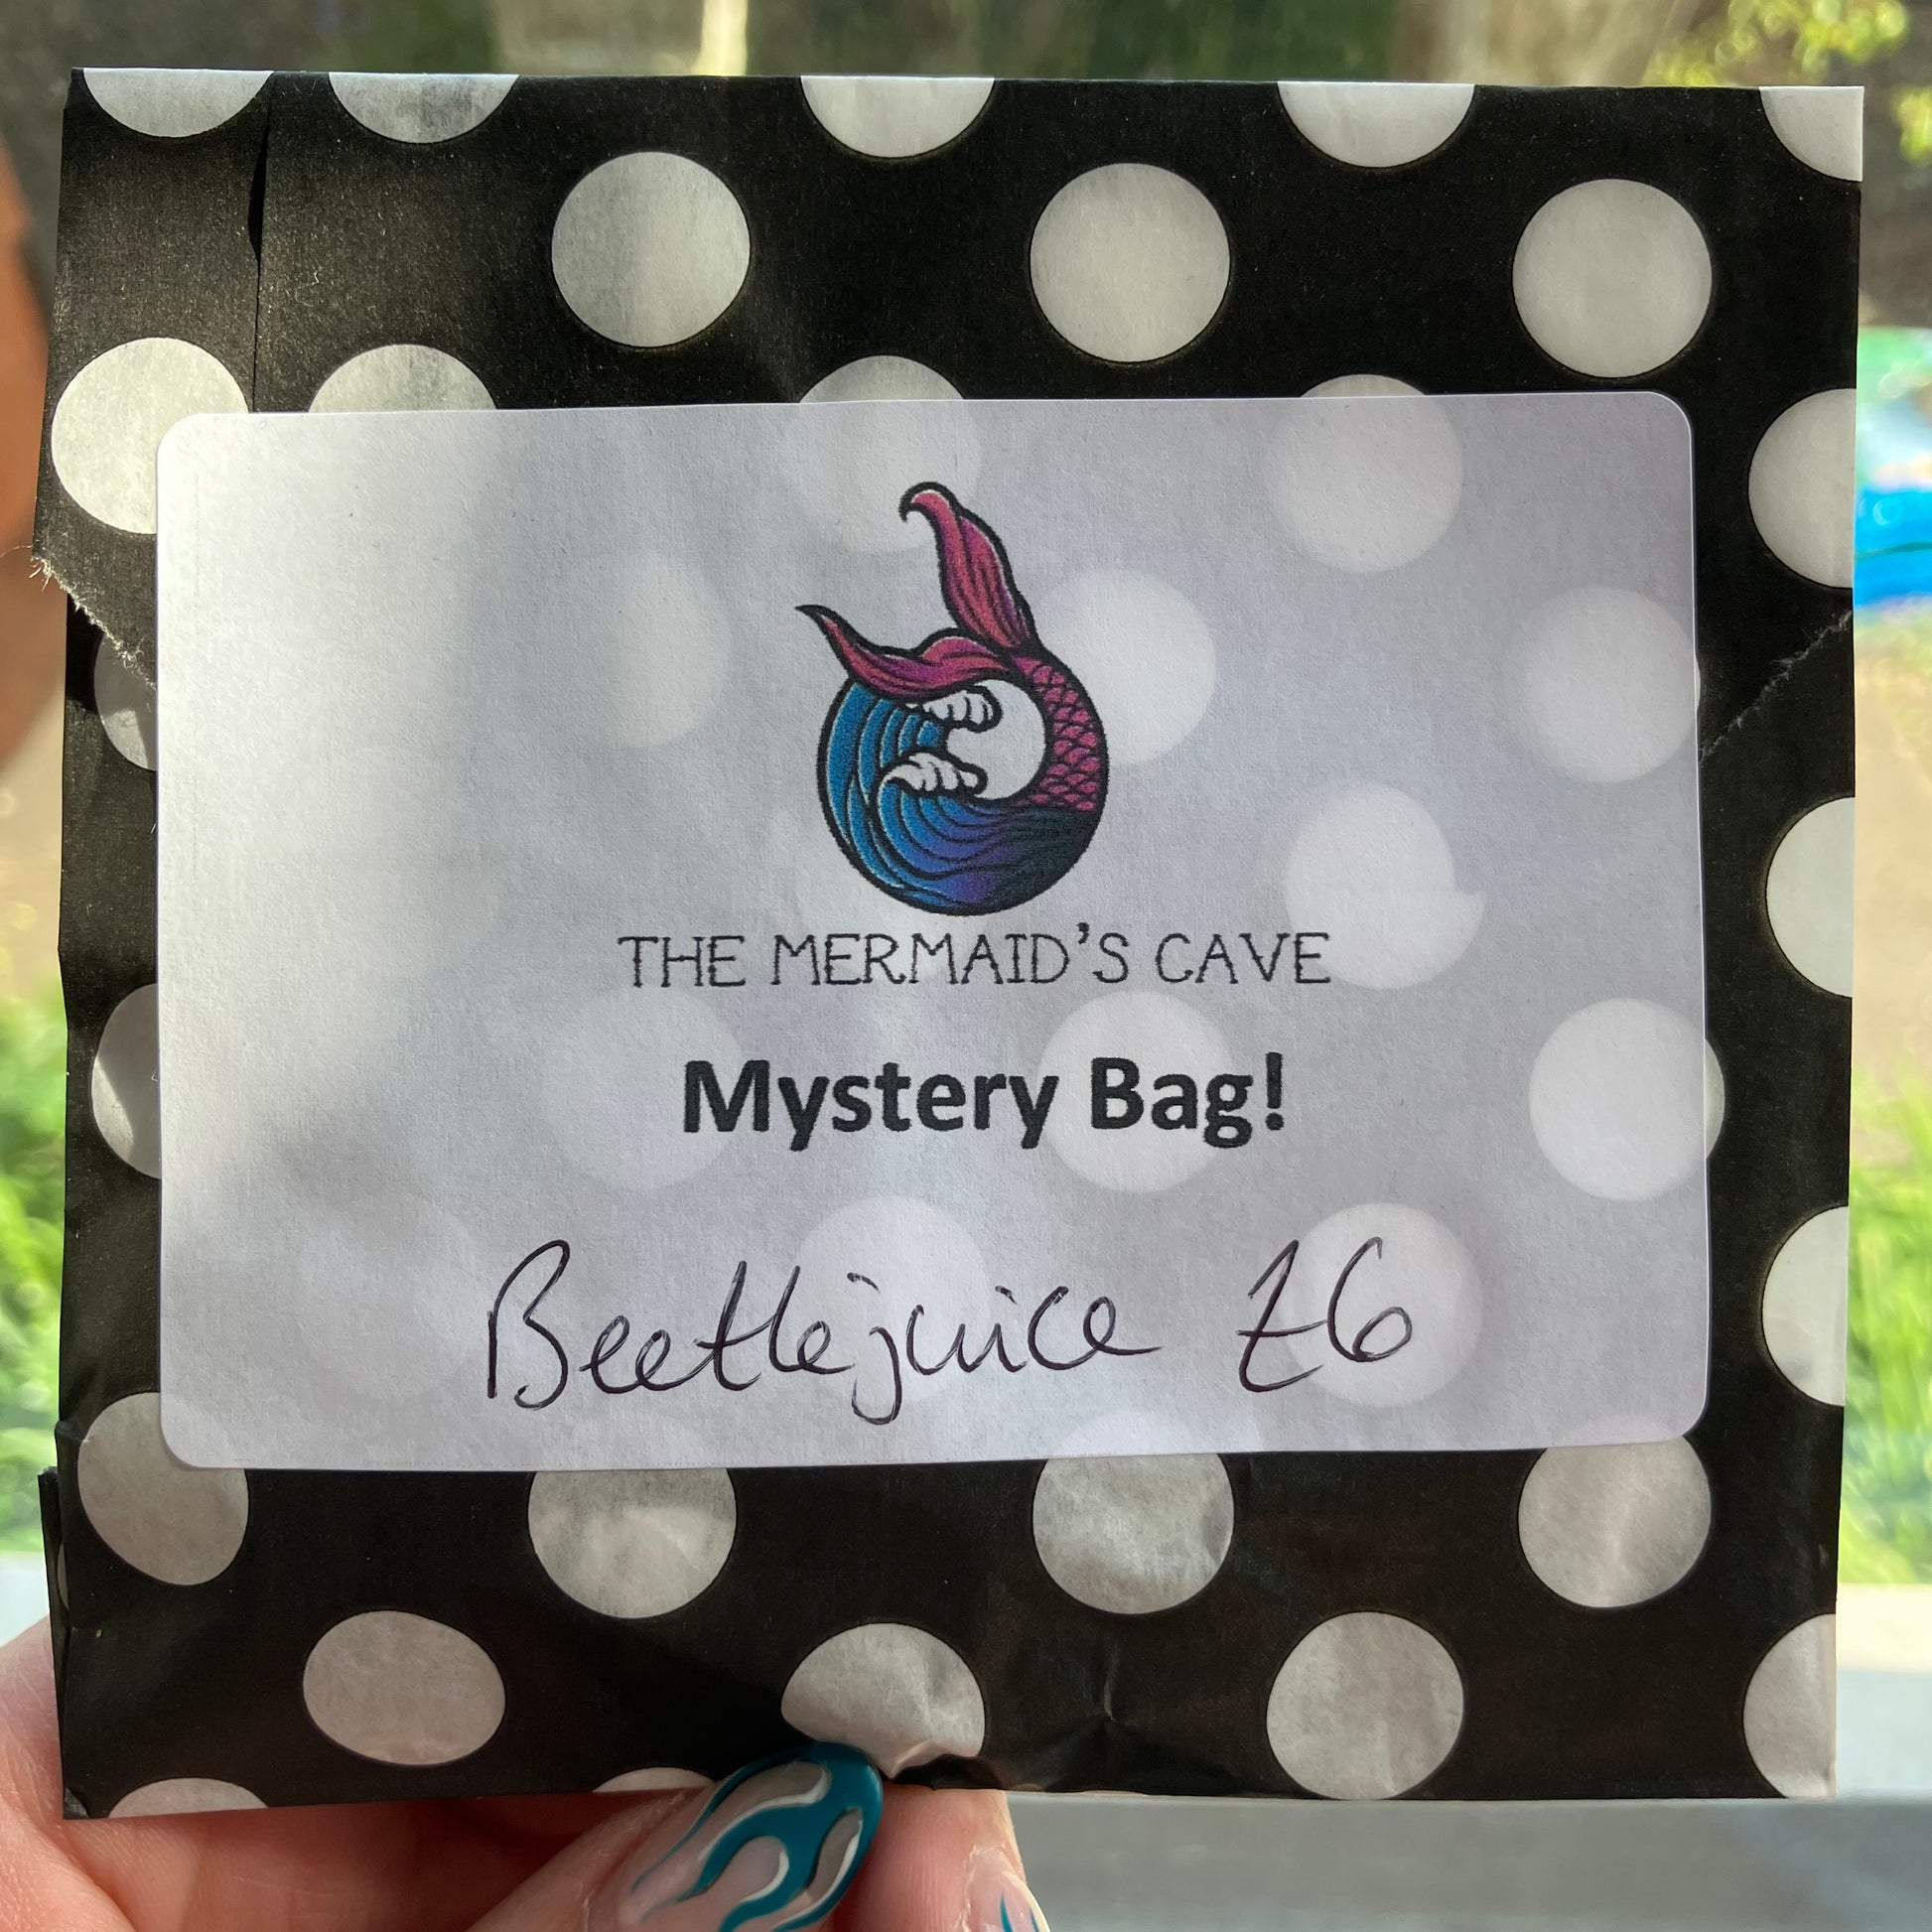 THE MERMAID'S CAVE
Mystery Bag!
Beetlejuice £6